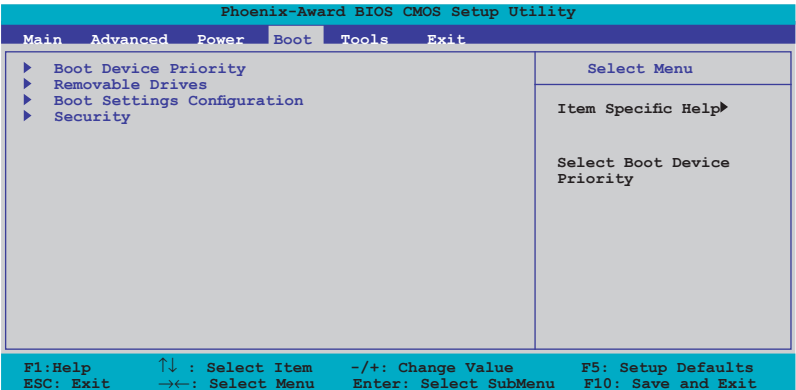 Phoenix-Award BIOS CMOS Setup Utility
Main Advanced Power Boot Tools Exit
Boot Device Priority
Removable Drives
Boot Settings Configuration
Security
Select Menu
Item Specific Help
Select Boot Device
Priority
F1:Help ↑↓ : Select Item -/+: Change Value F5: Setup Defaults
ESC: Exit →←: Select Menu Enter: Select SubMenu F10: Save and Exit